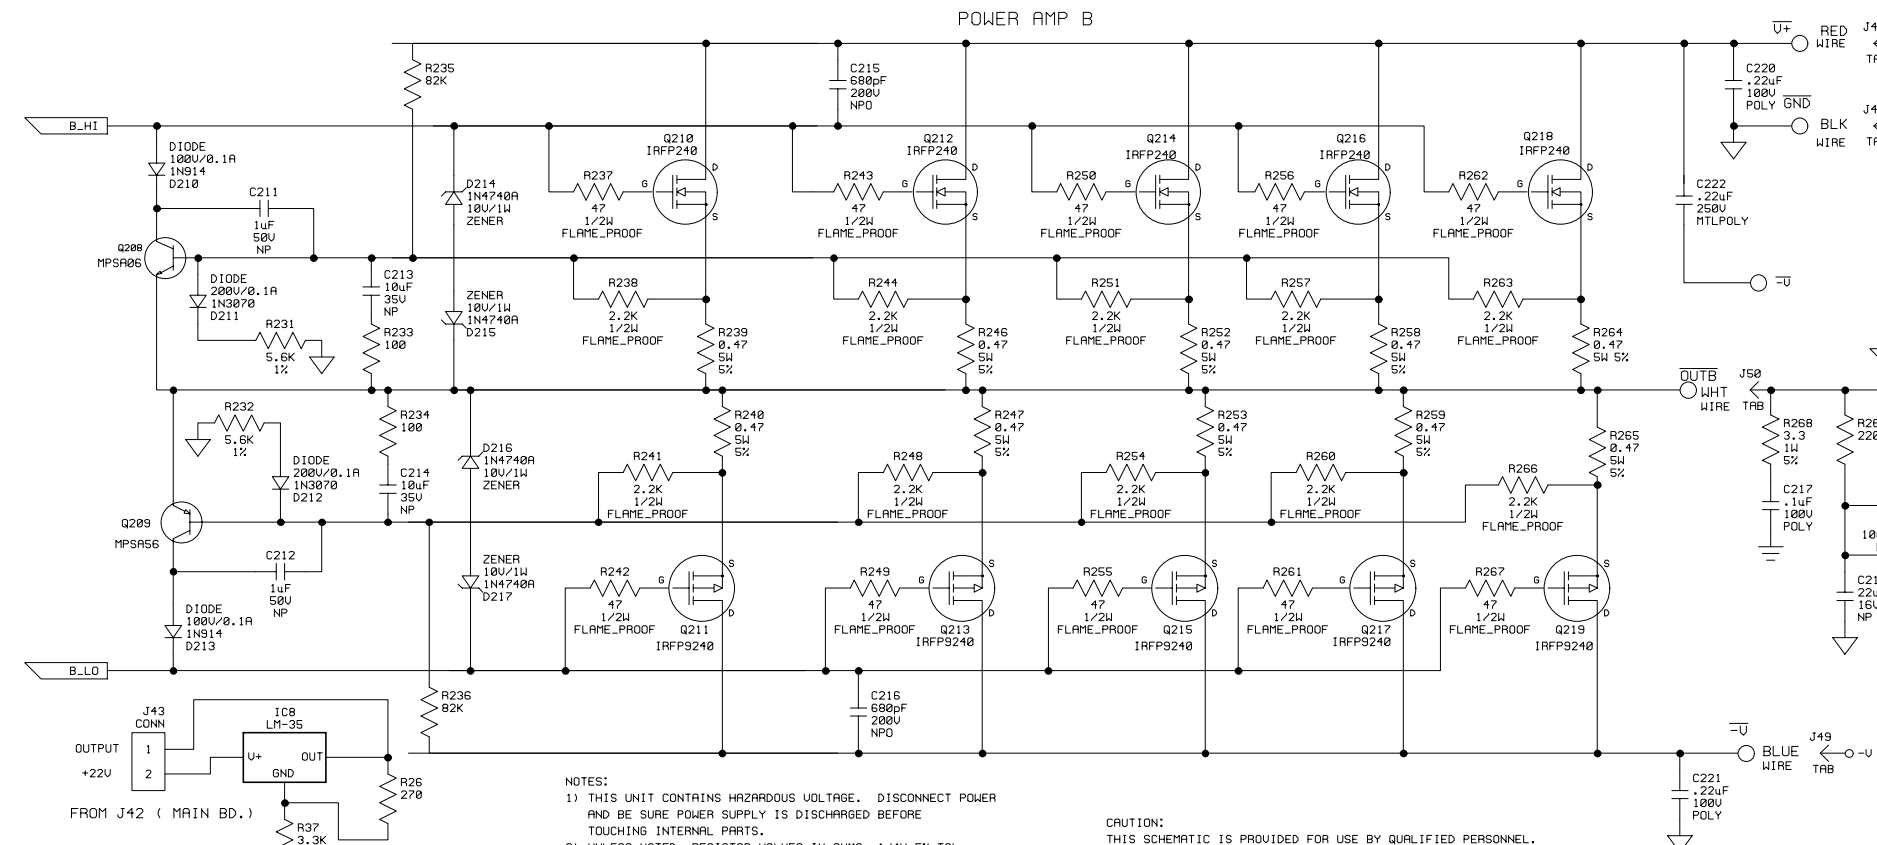 POWER AMP B
V+
RED
WIRE
GND
BLK
WIRE
B_HI
DIODE
100V/0.1A
1N914
D210
C211
1uF
50V
NP
Q208
MPSA06
DIODE
200V/0.1A
1N3070
D211
R231
5.6K
1%
R235
82K
C213
10uF
35V
NP
R233
100
D214
1N4740A
10V/1W
ZENER
ZENER
10V/1W
1N4740A
D215
C215
680pF
200V
NPO
Q210
IRFP240
D
G
S
R237
47
1/2W
FLAME_PROOF
R238
2.2K
1/2W
FLAME_PROOF
R239
0.47
5W
5%
Q212
IRFP240
D
G
S
R243
47
1/2W
FLAME_PROOF
R244
2.2K
1/2W
FLAME_PROOF
R246
0.47
5W
5%
Q214
IRFP240
D
G
S
R250
47
1/2W
FLAME_PROOF
R251
2.2K
1/2W
FLAME_PROOF
R252
0.47
5W
5%
Q216
IRFP240
D
G
S
R256
47
1/2W
FLAME_PROOF
R257
2.2K
1/2W
FLAME_PROOF
R258
0.47
5W
5%
Q218
IRFP240
D
G
S
R262
47
1/2W
FLAME_PROOF
R263
2.2K
1/2W
FLAME_PROOF
R264
0.47
5W 5%
C220
.22uF
100V
POLY
C222
.22uF
250V
MTLPOLY
-V
OUTB
WHT
WIRE
J50
TAB
R268
3.3
1W
5%
C217
.1uF
100V
POLY
R232
5.6K
1%
DIODE
200V/0.1A
1N3070
D212
R234
100
C214
10uF
35V
NP
Q209
MPSA56
C212
1uF
50V
NP
DIODE
100V/0.1A
1N914
D213
B_LO
D216
1N4740A
10V/1W
ZENER
ZENER
10V/1W
1N4740A
D217
R240
0.47
5W
5%
R241
2.2K
1/2W
FLAME_PROOF
R242
47
1/2W
FLAME_PROOF
G
S
D
Q211
IRFP9240
R247
0.47
5W
5%
R248
2.2K
1/2W
FLAME_PROOF
R249
47
1/2W
FLAME_PROOF
G
S
D
Q213
IRFP9240
R253
0.47
5W
5%
R254
2.2K
1/2W
FLAME_PROOF
R255
47
1/2W
FLAME_PROOF
G
S
D
Q215
IRFP9240
R259
0.47
5W
5%
R260
2.2K
1/2W
FLAME_PROOF
R261
47
1/2W
FLAME_PROOF
G
S
D
Q217
IRFP9240
R265
0.47
5W
5%
R266
2.2K
1/2W
FLAME_PROOF
R267
47
1/2W
FLAME_PROOF
G
S
D
Q219
IRFP9240
R236
82K
C216
680pF
200V
NPO
-V
BLUE
WIRE
J49
TAB
-V
C221
.22uF
100V
POLY
16V
NP
J43
CONN
OUTPUT
1
+22V
2
FROM J42 ( MAIN BD.)
IC8
LM-35
V+
OUT
GND
R26
270
R37
3.3K
NOTES:
1) THIS UNIT CONTAINS HAZARDOUS VOLTAGE. DISCONNECT POWER
AND BE SURE POWER SUPPLY IS DISCHARGED BEFORE
TOUCHING INTERNAL PARTS.
CAUTION:
THIS SCHEMATIC IS PROVIDED FOR USE BY QUALIFIED PERSONNEL.